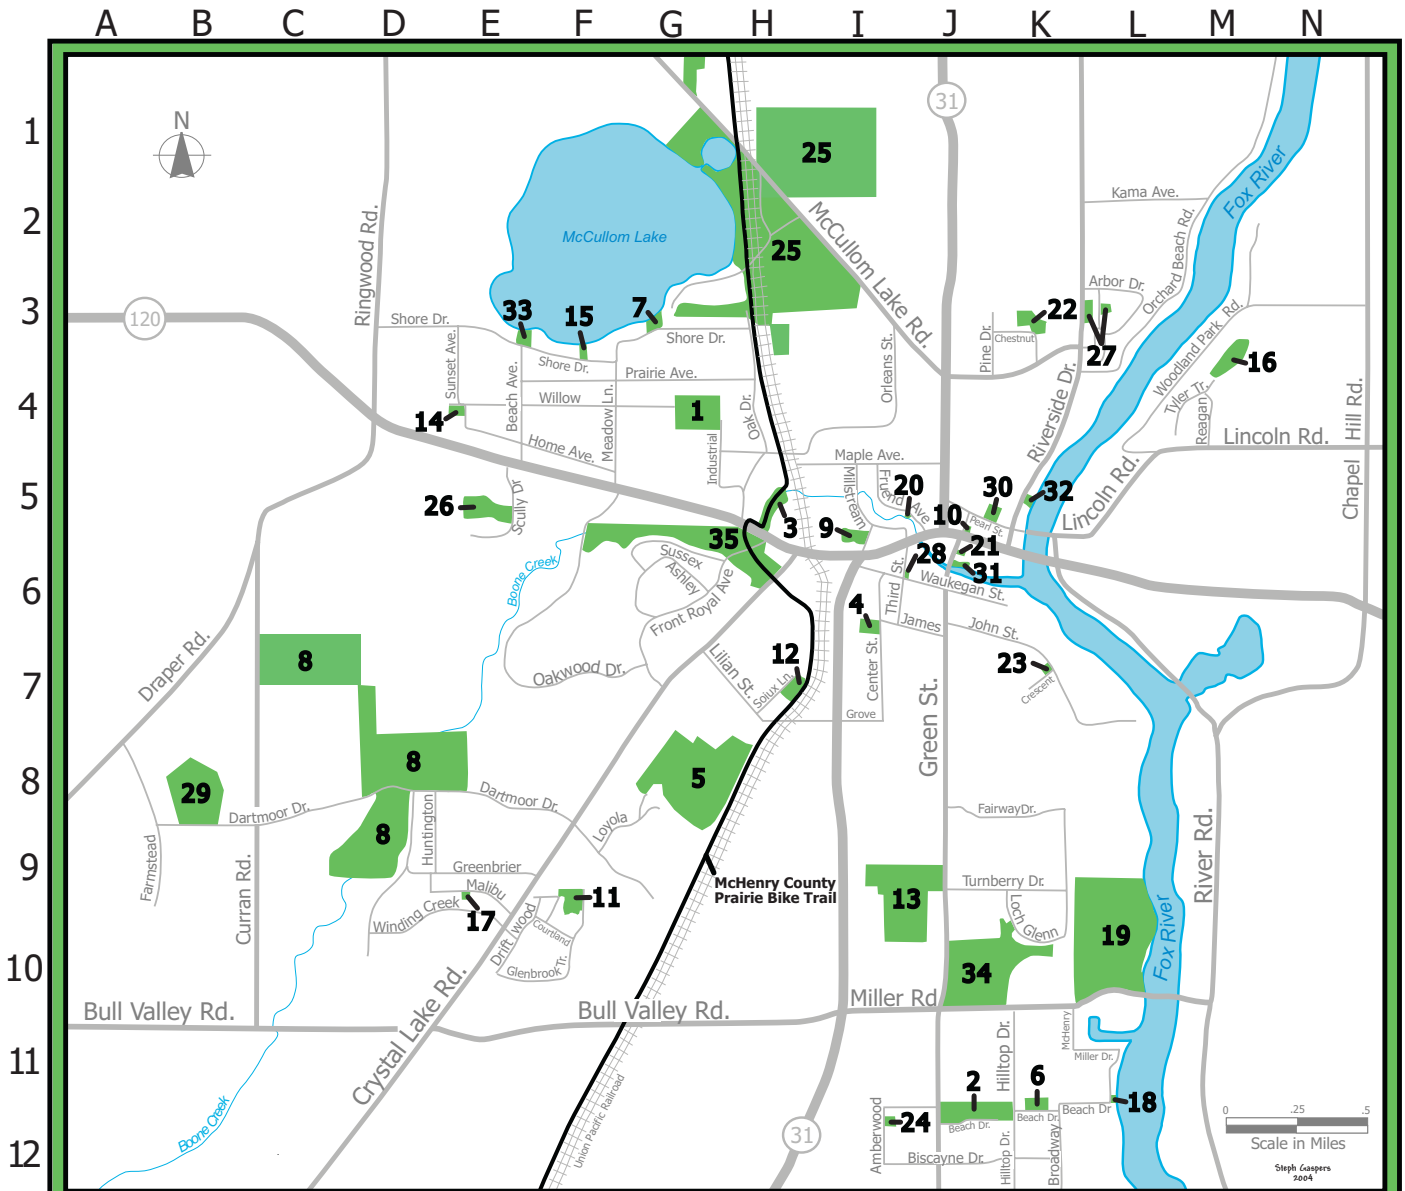 A B C D E F G H I J K L M N
1
2
3
4
5
6
7
8
9
10
11
12
N
31
25
Kama Ave.
Fox River
McCullom Lake
Ringwood Rd.
McCullom Lake Rd.
25
Orchard Beach Rd.
Arbor Dr.
120
33
15
7
22
27
Shore Dr.
Shore Dr.
Shore Dr.
Pine Dr.
Chestnut
Woodland Park Rd.
16
Sunset Ave.
Beach Ave.
Prairie Ave.
Orleans St.
Riverside Dr.
Tyler Tr.
Reagan
Willow
Meadow Ln.
1
Oak Dr.
14
Home Ave.
Industrial
Maple Ave.
Lincoln Rd.
Lincoln Rd.
Chapel Hill Rd.
26
Scully Dr
Millstream
Freund Ave
20
30
32
3
9
10
Pearl St.
35
21
28
31
Boone Creek
Sussex
Ashley
Front Royal Ave
Third St.
Waukegan St.
4
James
John St.
Draper Rd.
8
Oakwood Dr.
Lilian St.
12
Soiux Ln.
Center St.
Grove
23
Crescent
Green St.
8
5
29
Dartmoor Dr.
Dartmoor Dr.
8
Huntington
Loyola
Fairway Dr.
River Rd.
Farmstead
Curran Rd.
Greenbrier
Malibu
Winding Creek
17
11
McHenry County
Prairie Bike Trail
Driftwood
Courtland
Glenbrook Tr.
13
Turnberry Dr.
Loch Glenn
19
Fox River
34
Bull Valley Rd.
Crystal Lake Rd.
Bull Valley Rd.
Miller Rd
Hilltop Dr.
McHenry
Miller Dr.
Boone Creek
Union Pacific Railroad
31
Amberwood
24
2
6
18
Beach Dr.
Beach Dr.
Beach Dr
Biscayne Dr.
Hilltop Dr.
Broadway
0 .25 .5
Scale in Miles
Steph Gaspers
2004